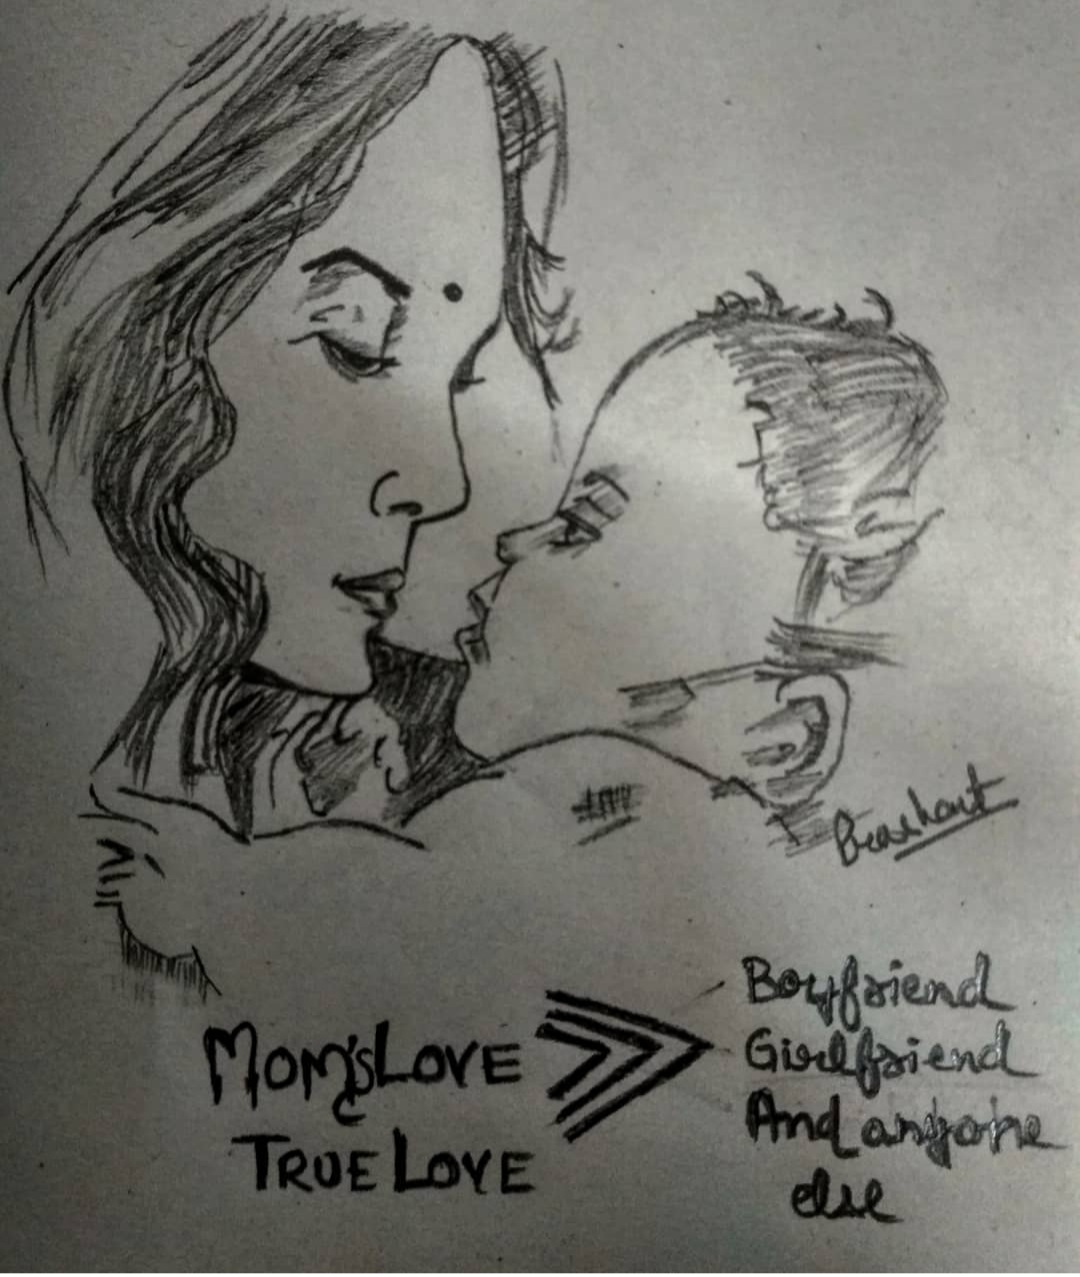 Prashant
Mom's LOVE >>> Boyfriend
Girlfriend
TRUE LOVE
And anyone
else